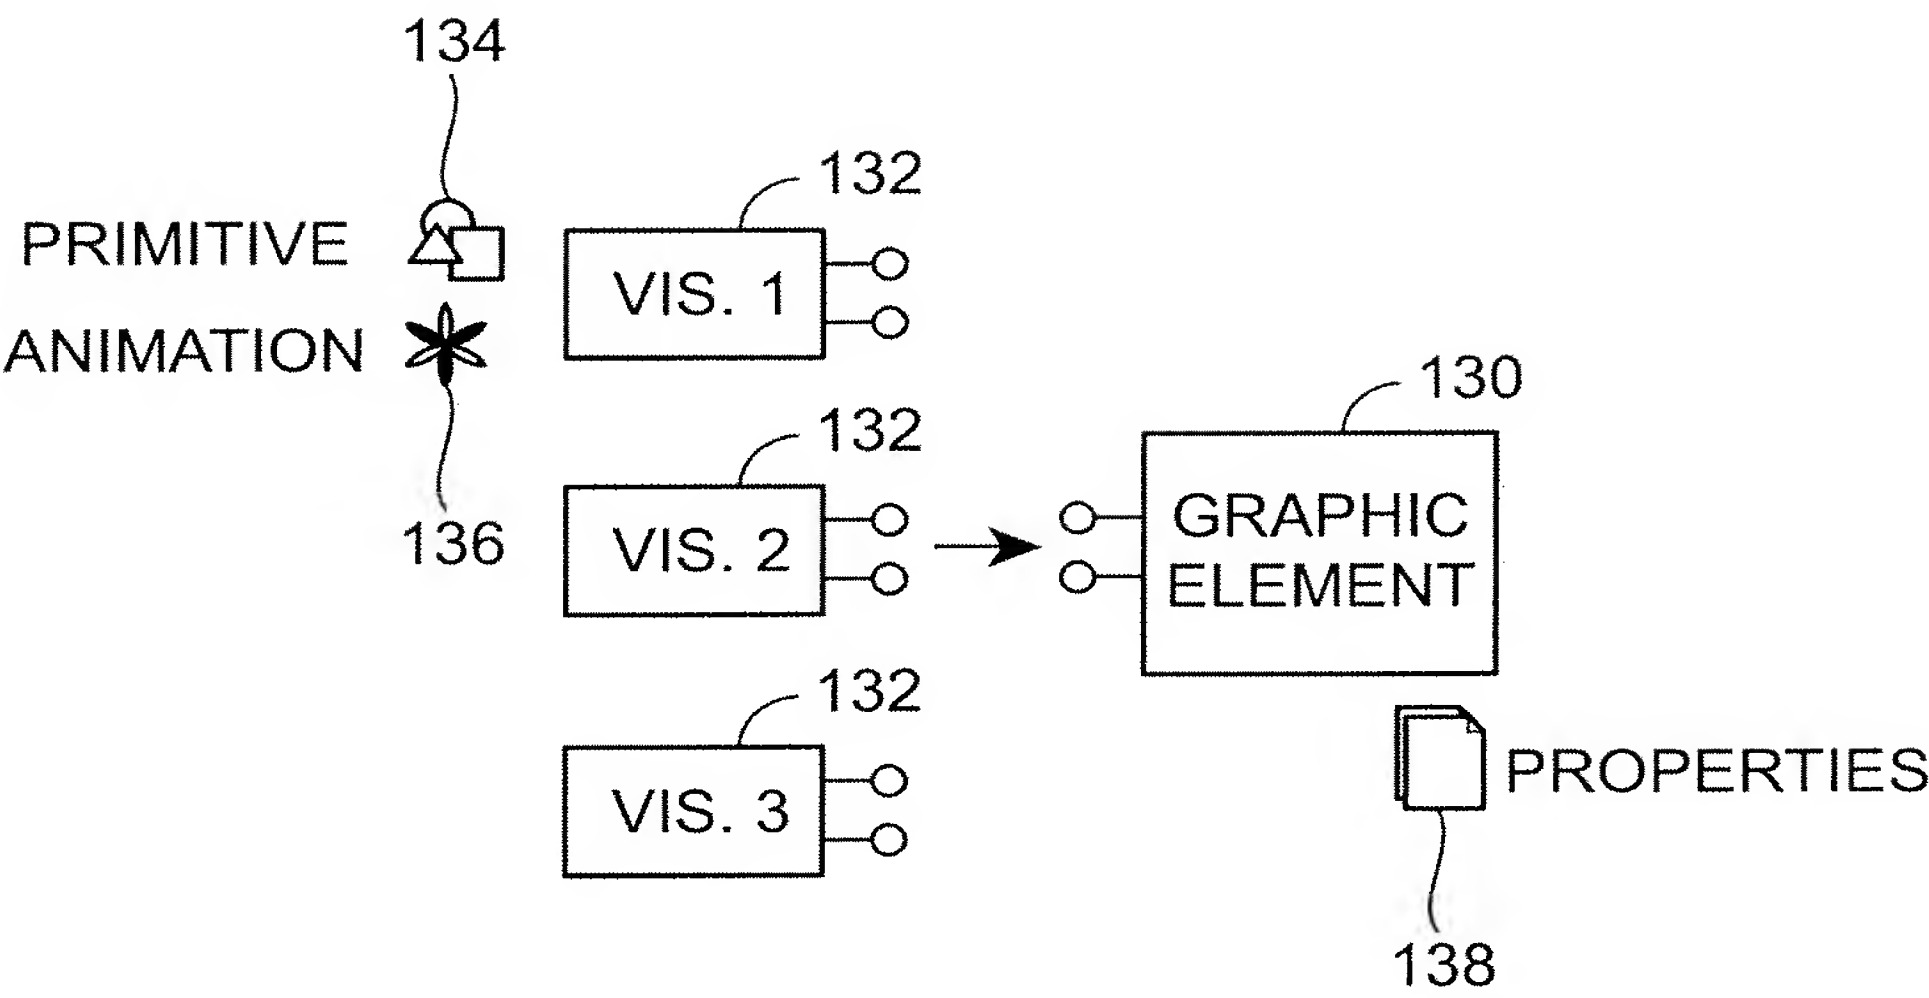 134
132
PRIMITIVE
VIS. 1
ANIMATION
130
132
GRAPHIC
136
VIS. 2
ELEMENT
132
PROPERTIES
VIS. 3
138